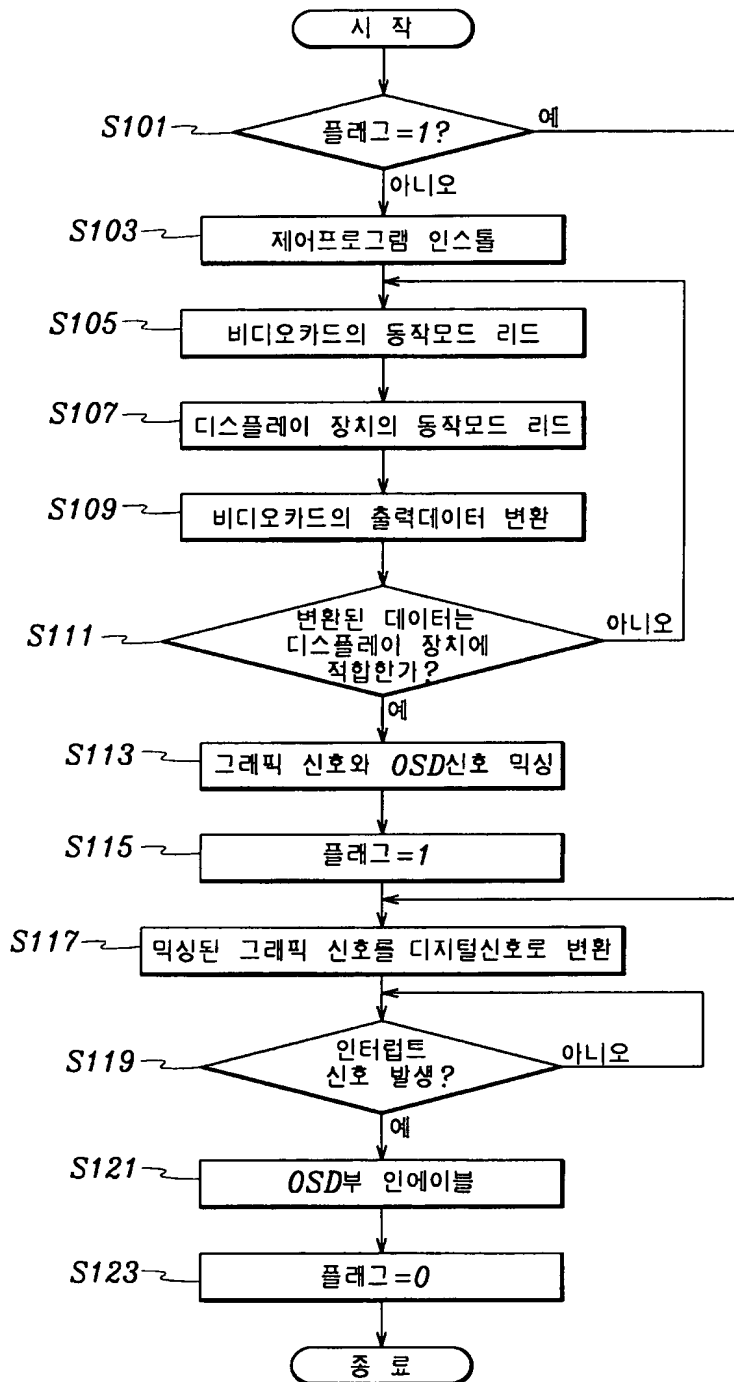 시 작
S101
플래그=1?
예
아니오
S103
제어프로그램 인스톨
S105
비디오카드의 동작모드 리드
S107
디스플레이 장치의 동작모드 리드
S109
비디오카드의 출력데이터 변환
S111
변환된 데이터는
디스플레이 장치에
적합한가?
아니오
예
S113
그래픽 신호와 OSD신호 믹싱
S115
플래그=1
S117
믹싱된 그래픽 신호를 디지털신호로 변환
S119
인터럽트
신호 발생?
아니오
예
S121
OSD부 인에이블
S123
플래그=0
종 료